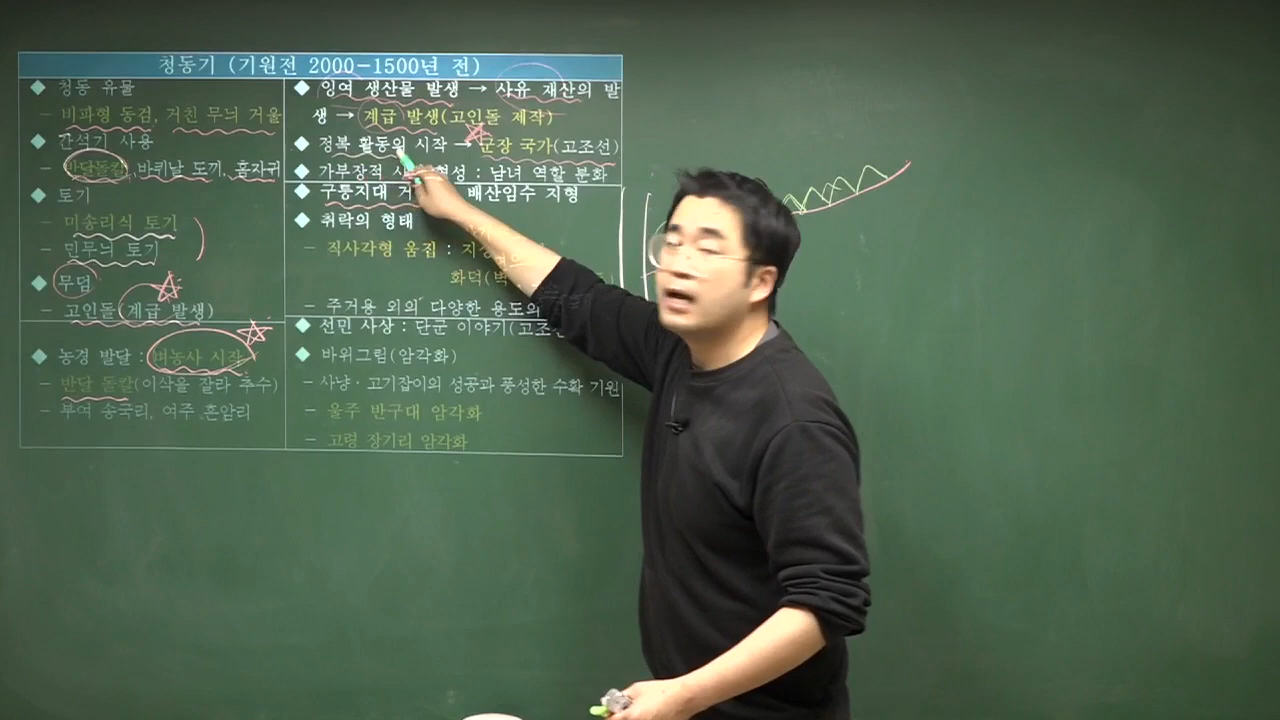 청동기 (기원전 2000-1500년 전)
◆ 청동 유물
- 비파형 동검, 거친 무늬 거울
◆ 간석기 사용
- 반달돌칼, 바퀴날 도끼, 홈자귀
◆ 토기
- 미송리식 토기
- 민무늬 토기
◆ 무덤
- 고인돌(계급 발생)
◆ 농경 발달 : 벼농사 시작
- 반달 돌칼(이삭을 잘라 추수)
- 부여 송국리, 여주 흔암리
◆ 잉여 생산물 발생 → 사유 재산의 발
생 → 계급 발생(고인돌 제작)
◆ 정복 활동의 시작 → 군장 국가(고조선)
◆ 가부장적 형성 : 남녀 역할 분화
◆ 구릉지대 배산임수 지형
◆ 취락의 형태
- 직사각형 움집 :
화덕(
- 주거용 외의 다양한 용도의
◆ 선민 사상 : 단군 이야기(고조
◆ 바위그림(암각화)
- 사냥·고기잡이의 성공과 풍성한 수확 기원
- 울주 반구대 암각화
- 고령 장기리 암각화